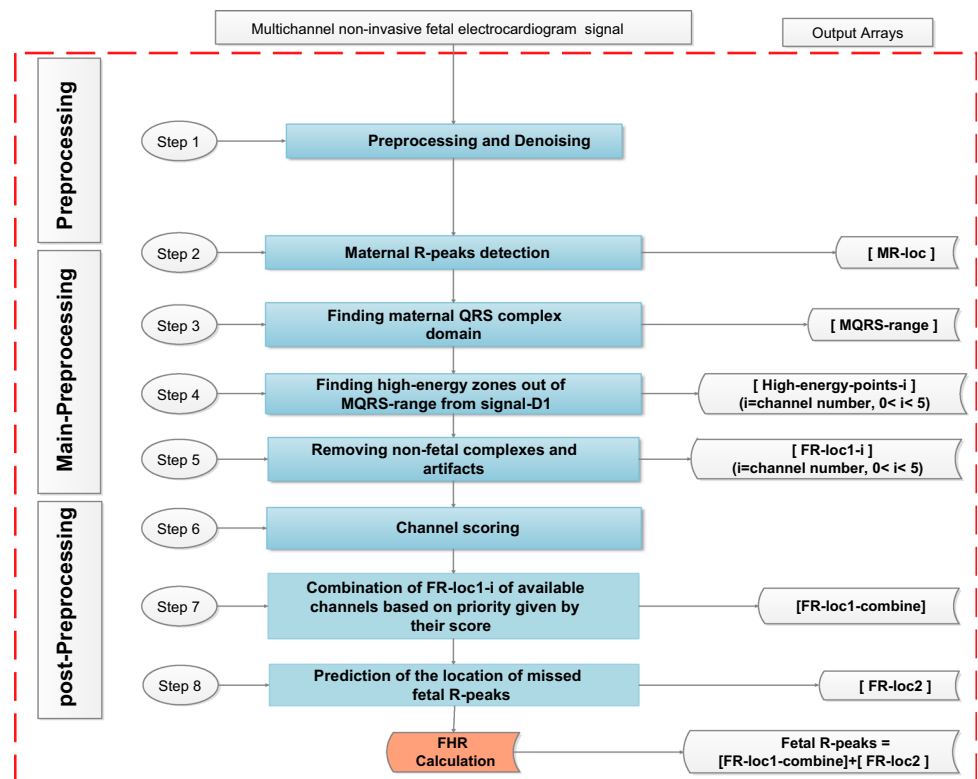 Multichannel non-invasive fetal electrocardiogram signal
Output Arrays
Preprocessing
Step 1
Preprocessing and Denoising
Main-Preprocessing
Step 2
Maternal R-peaks detection
[ MR-loc ]
Step 3
Finding maternal QRS complex
domain
[ MQRS-range ]
Step 4
Finding high-energy zones out of
MQRS-range from signal-D1
[ High-energy-points-i ]
(i=channel number, 0< i< 5)
Step 5
Removing non-fetal complexes and
artifacts
[ FR-loc1-i ]
(i=channel number, 0< i< 5)
post-Preprocessing
Step 6
Channel scoring
Step 7
Combination of FR-loc1-i of available
channels based on priority given by
their score
[FR-loc1-combine]
Step 8
Prediction of the location of missed
fetal R-peaks
[ FR-loc2 ]
FHR
Calculation
Fetal R-peaks =
[FR-loc1-combine]+[ FR-loc2 ]